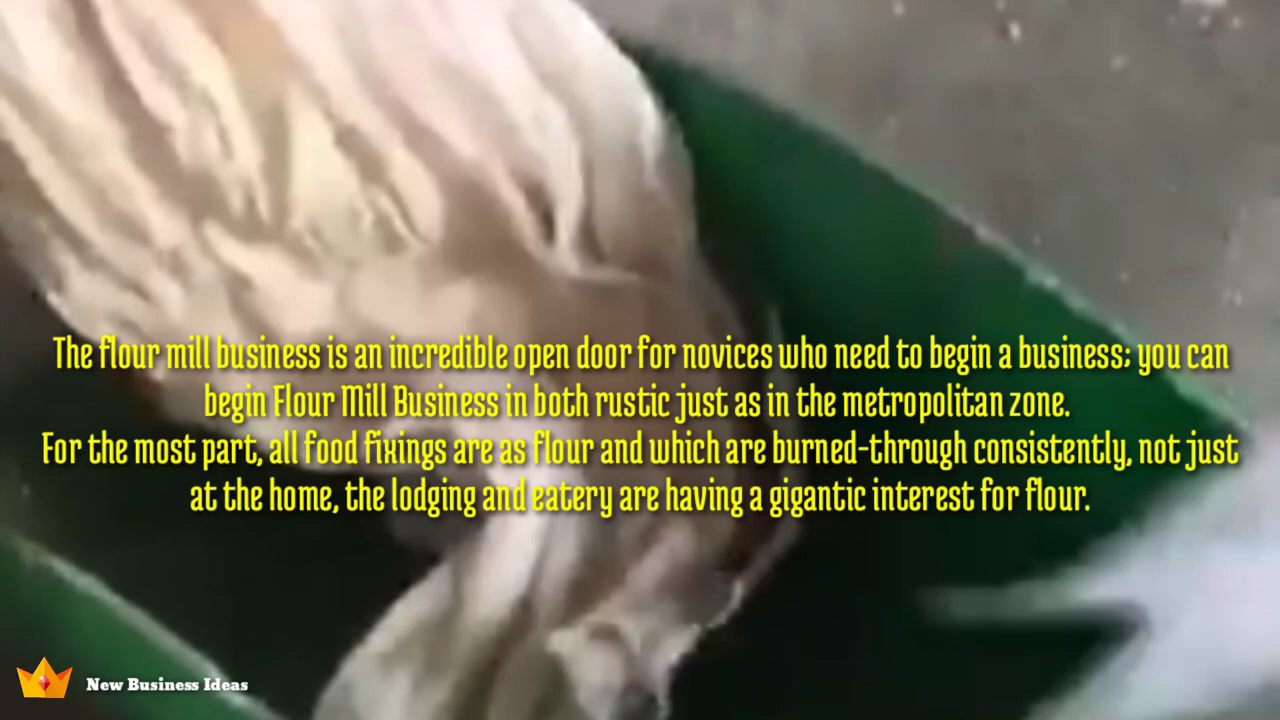 The flour mill business is an incredible open door for novices who need to begin a business; you can
begin Flour Mill Business in both rustic just as in the metropolitan zone.
For the most part, all food fixings are as flour and which are burned-through consistently, not just
at the home, the lodging and eatery are having a gigantic interest for flour.
New Business Ideas